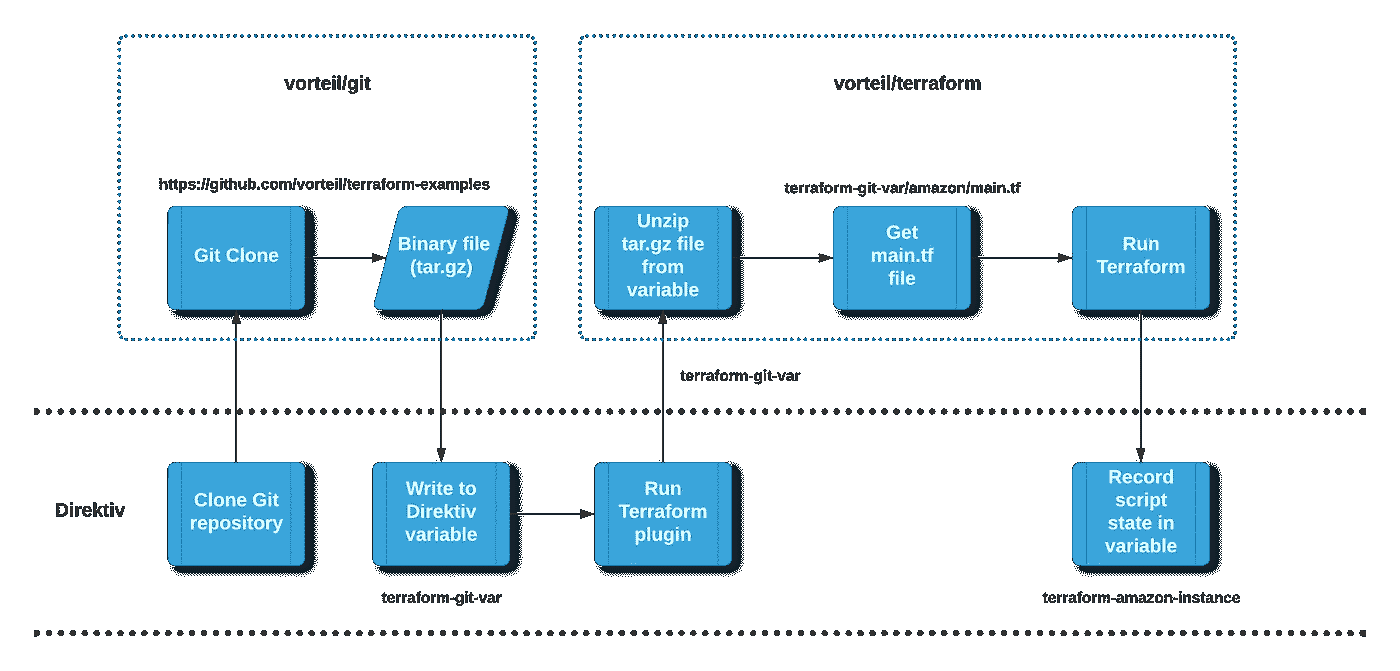 vorteil/git
vorteil/terraform
https://github.com/vorteil/terraform-examples
terraform-git-var/amazon/main.tf
Git Clone
Binary file
(tar.gz)
Unzip
tar.gz file
from
variable
Get
main.tf
file
Run
Terraform
terraform-git-var
Direktiv
Clone Git
repository
Write to
Direktiv
variable
Run
Terraform
plugin
Record
script
state in
variable
terraform-git-var
terraform-amazon-instance